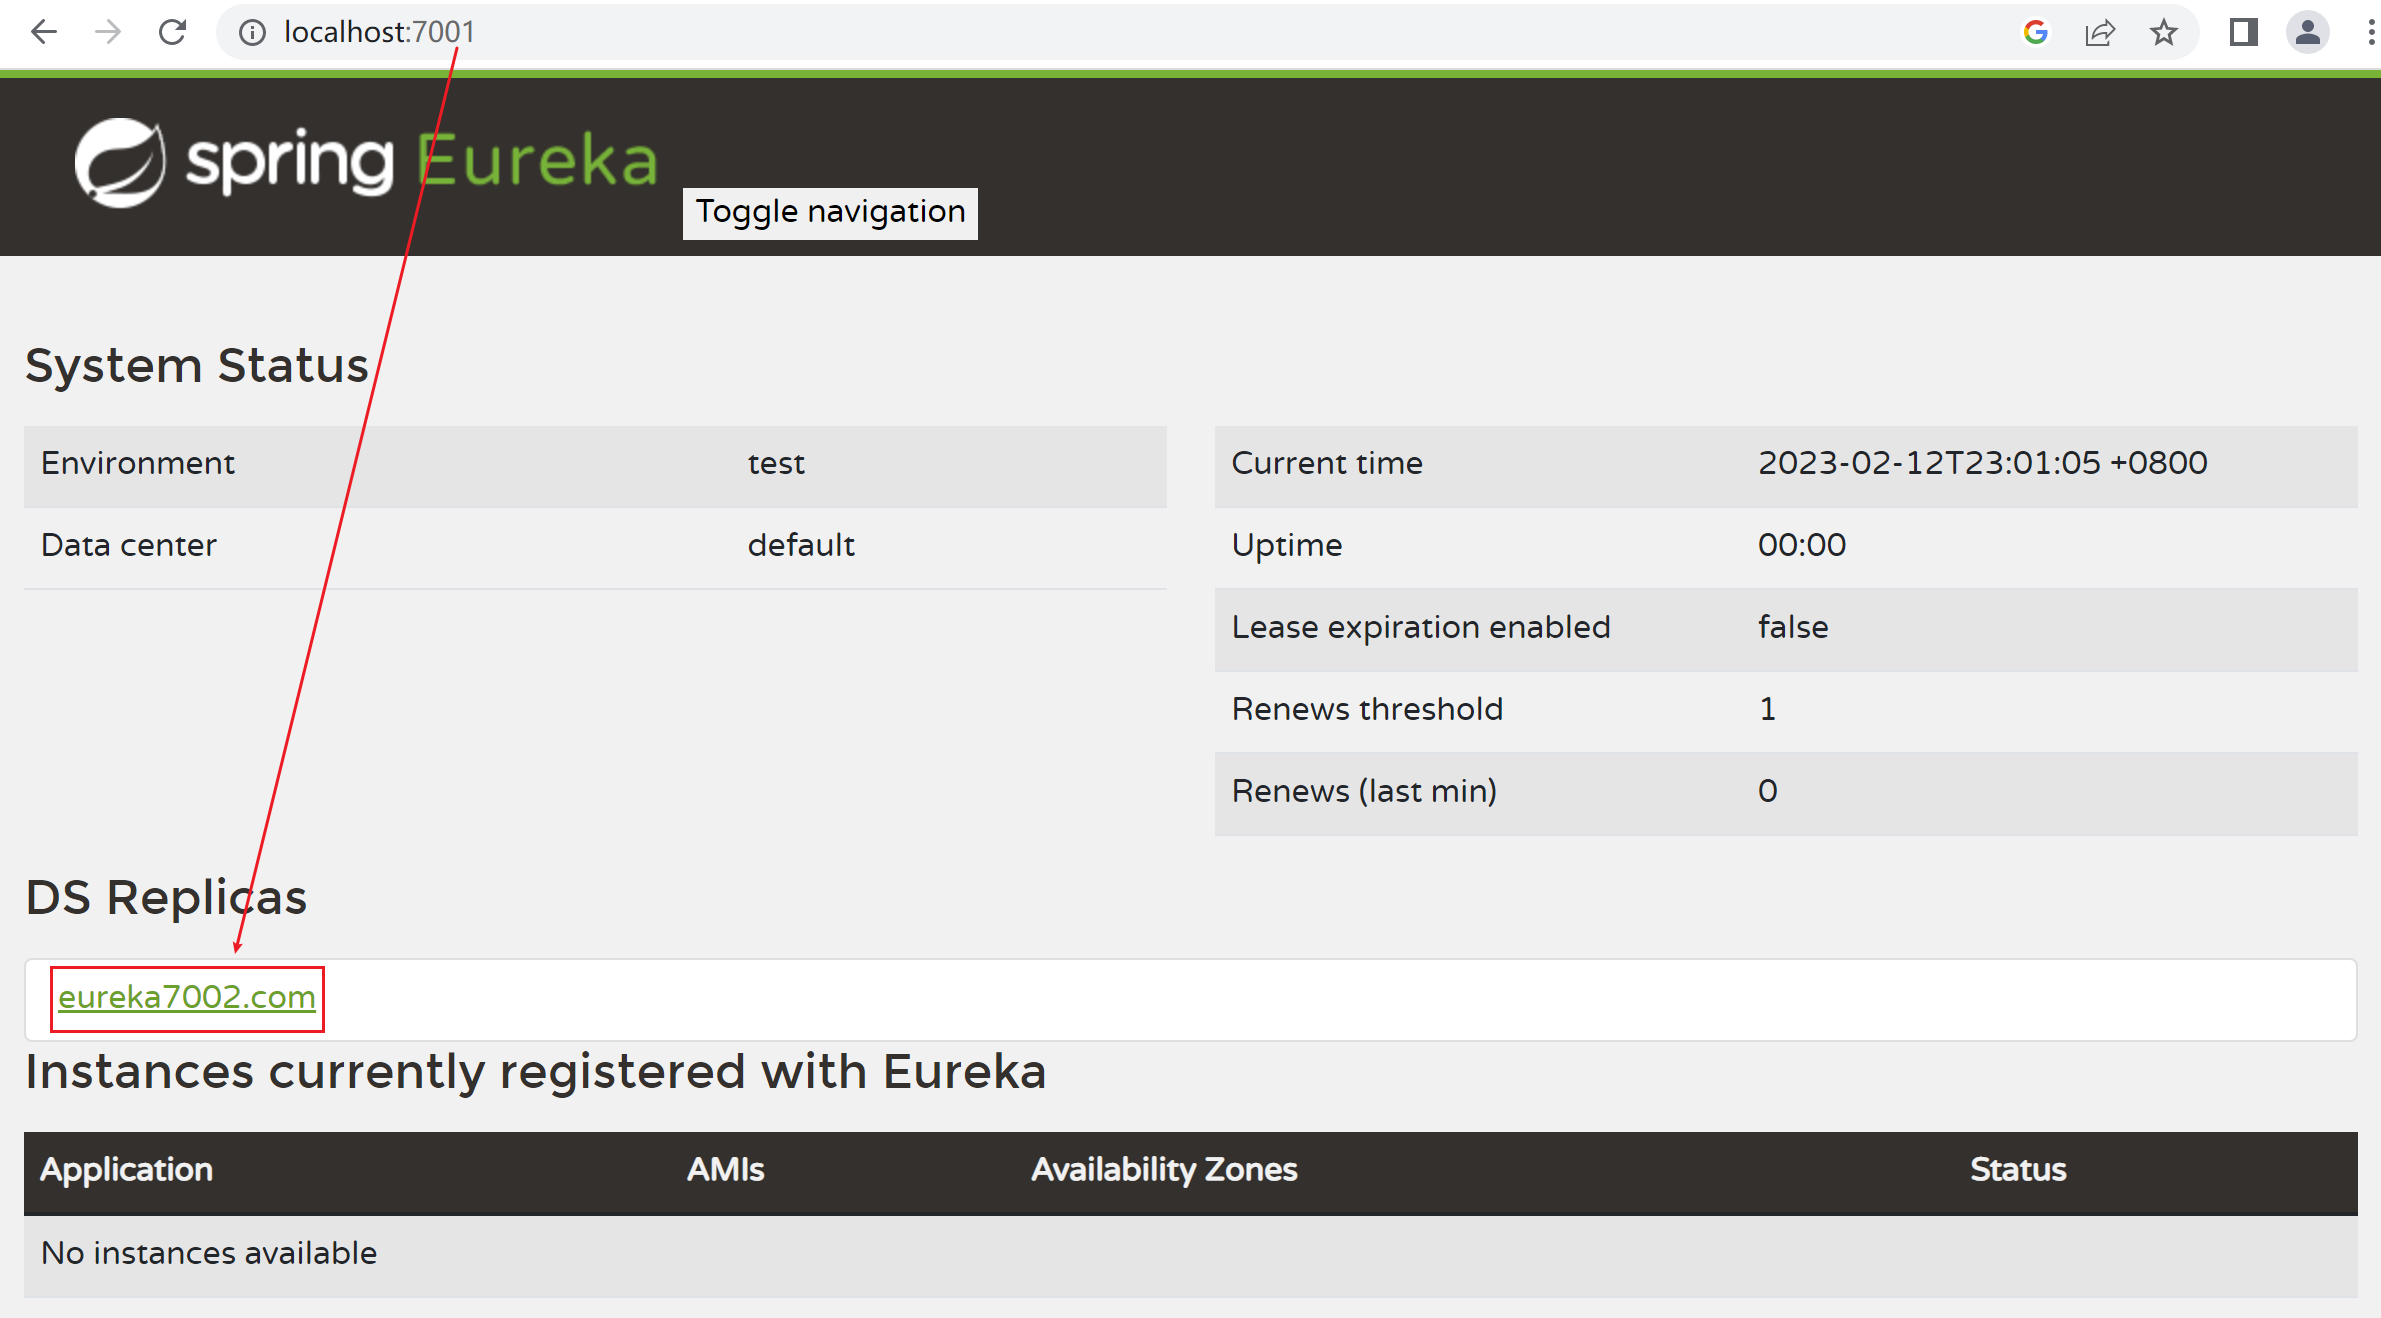 localhost:7001
spring Eureka
Toggle navigation
System Status
Environment test
Data center default
Current time 2023-02-12T23:01:05 +0800
Uptime 00:00
Lease expiration enabled false
Renews threshold 1
Renews (last min) 0
DS Replicas
eureka7002.com
Instances currently registered with Eureka
Application AMIs Availability Zones Status
No instances available